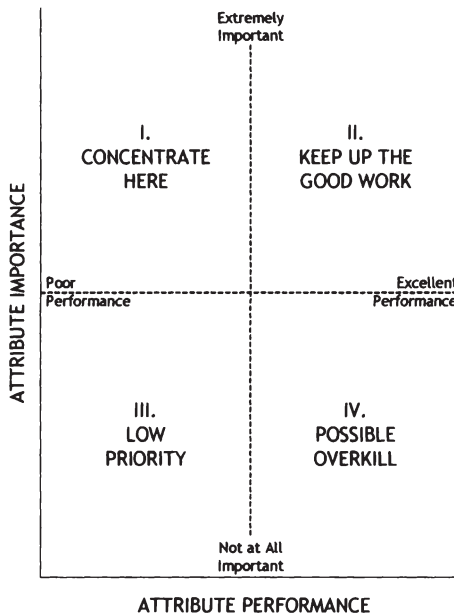 Extremely
Important
I.
CONCENTRATE
HERE
II.
KEEP UP THE
GOOD WORK
ATTRIBUTE IMPORTANCE
Poor
Performance
Excellent
Performance
III.
LOW
PRIORITY
IV.
POSSIBLE
OVERKILL
Not at All
Important
ATTRIBUTE PERFORMANCE